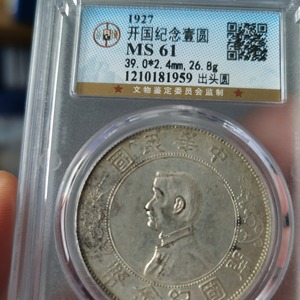 1927
开国纪念壹圆
MS 61
39.0*2.4mm,26.8g
1210181959 出头圆
★ 文物鉴定委员会监制 ★
中華民國